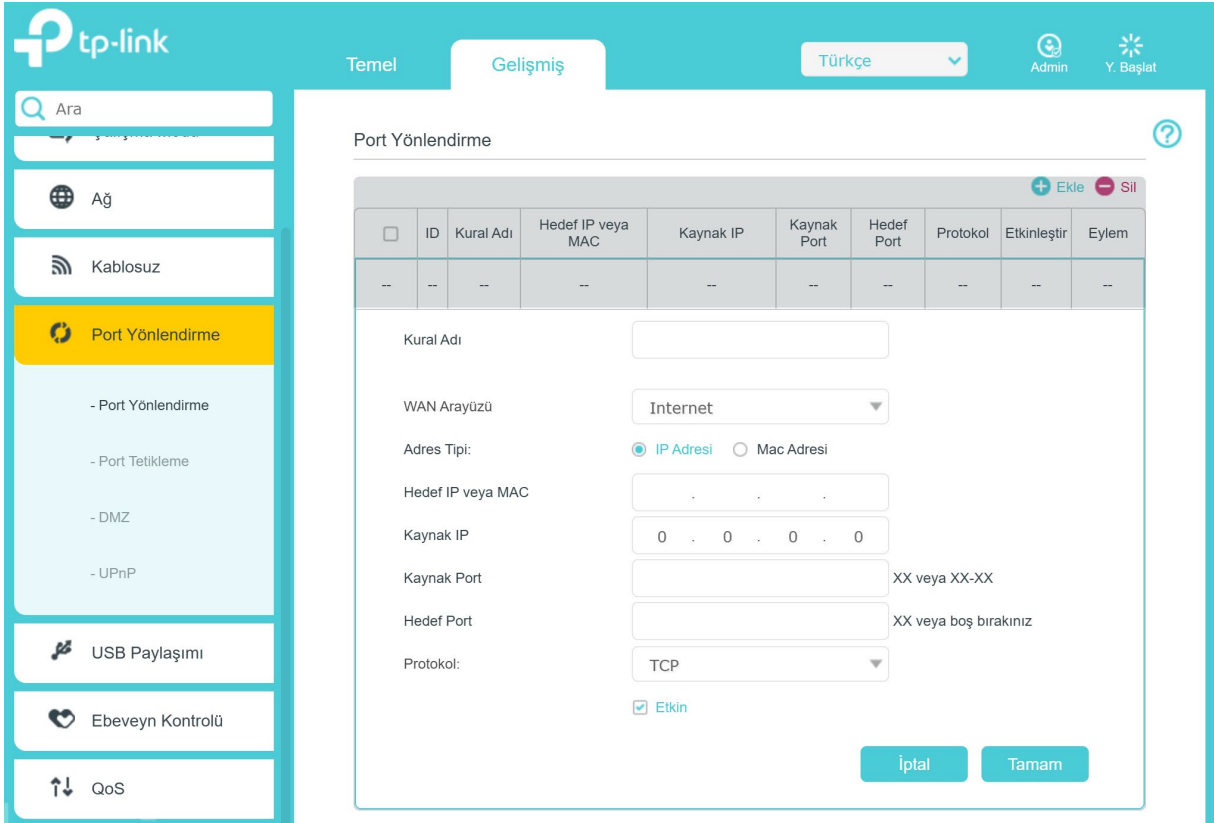 tp-link
Temel
Gelişmiş
Türkçe
Admin
Y. Başlat
Ara
Ağ
Kablosuz
Port Yönlendirme
- Port Yönlendirme
- Port Tetikleme
- DMZ
- UPnP
USB Paylaşımı
Ebeveyn Kontrolü
QoS
Port Yönlendirme
Ekle Sil
ID Kural Adı Hedef IP veya MAC Kaynak IP Kaynak Port Hedef Port Protokol Etkinleştir Eylem
-- -- -- -- -- -- -- -- -- --
Kural Adı
WAN Arayüzü Internet
Adres Tipi: IP Adresi Mac Adresi
Hedef IP veya MAC . . .
Kaynak IP 0 . 0 . 0 . 0
Kaynak Port XX veya XX-XX
Hedef Port XX veya boş bırakınız
Protokol: TCP
Etkin
İptal Tamam